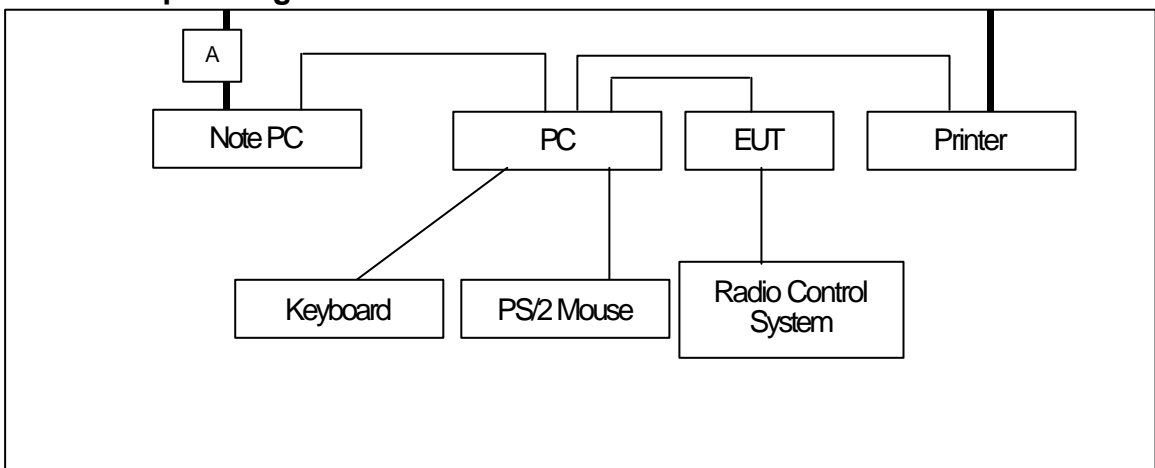 A
Note PC
PC
EUT
Printer
Keyboard
PS/2 Mouse
Radio Control
System